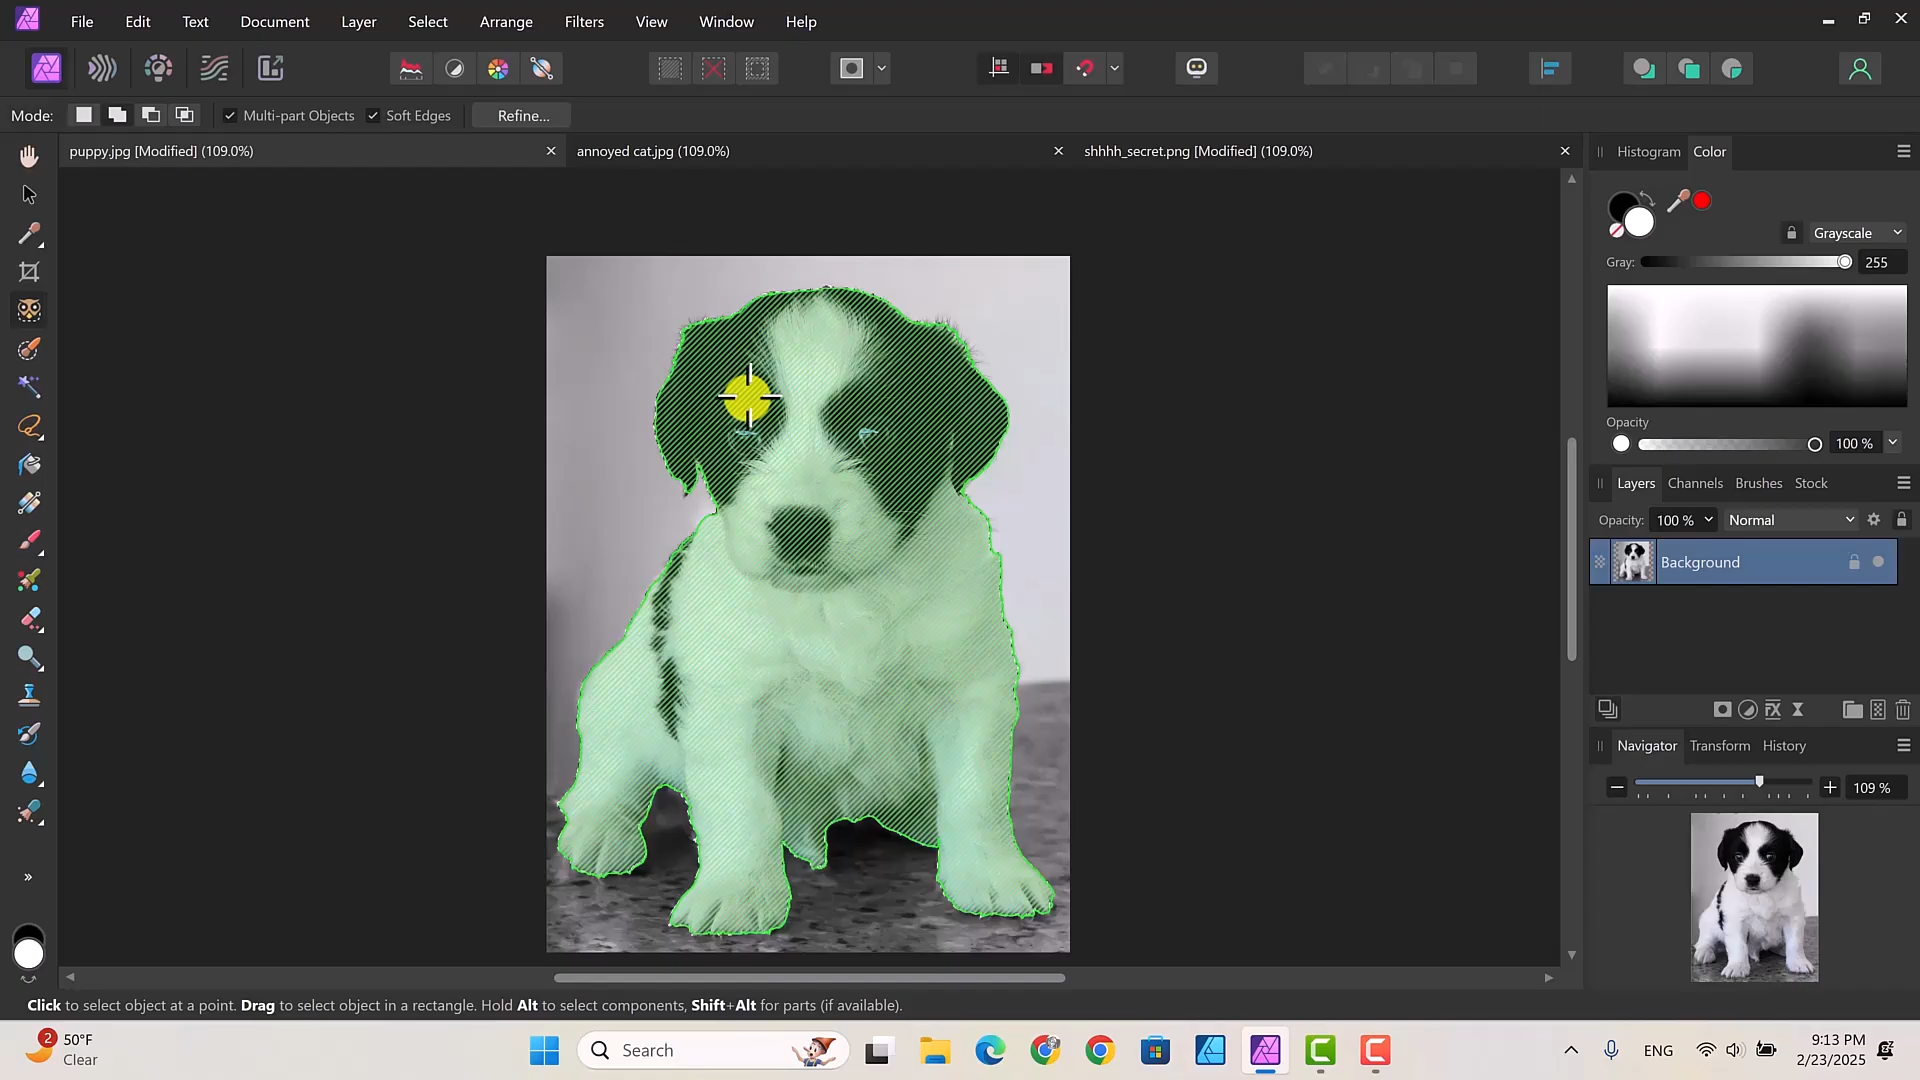 File Edit Text Document Layer Select Arrange Filters View Window Help
Mode: Multi-part Objects Soft Edges Refine...
puppy.jpg [Modified] (109.0%) annoyed cat.jpg (109.0%) shhhh_secret.png [Modified] (109.0%)
Histogram Color
Grayscale
Gray: 255
Opacity
100 %
Layers Channels Brushes Stock
Opacity: 100 % Normal
Background
Navigator Transform History
109 %
Click to select object at a point. Drag to select object in a rectangle. Hold Alt to select components, Shift+Alt for parts (if available).
2 50°F
Clear
Search
ENG
9:13 PM
2/23/2025